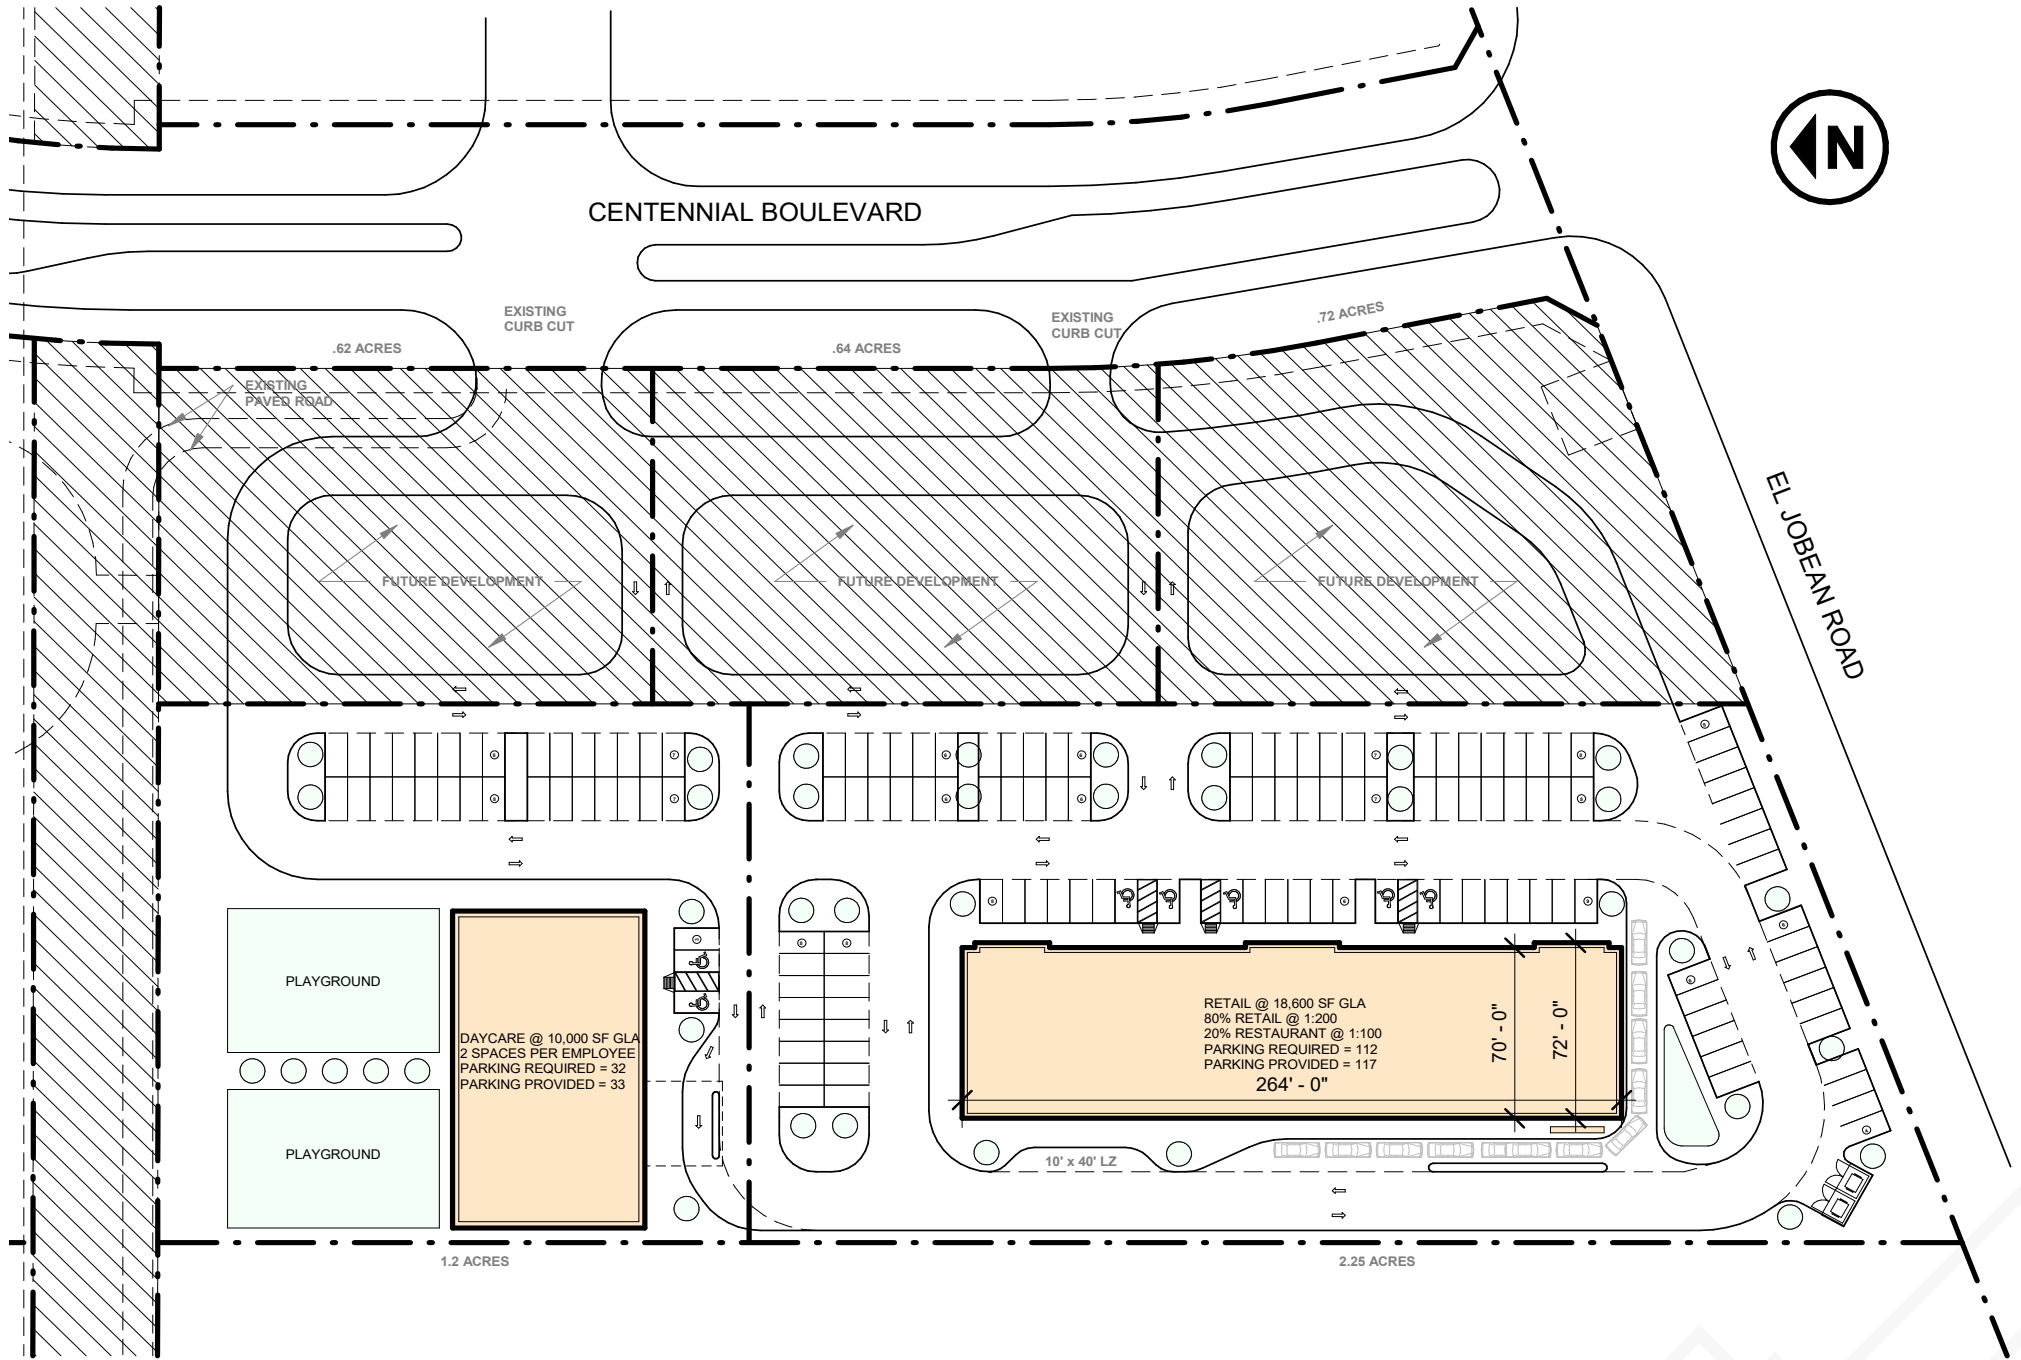 N
CENTENNIAL BOULEVARD
EXISTING
CURB CUT
EXISTING
CURB CUT
.72 ACRES
.62 ACRES
.64 ACRES
EXISTING
PAVED ROAD
EL JOBEAN ROAD
FUTURE DEVELOPMENT
FUTURE DEVELOPMENT
FUTURE DEVELOPMENT
PLAYGROUND
DAYCARE @ 10,000 SF GLA
2 SPACES PER EMPLOYEE
PARKING REQUIRED = 32
PARKING PROVIDED = 33
PLAYGROUND
RETAIL @ 18,600 SF GLA
80% RETAIL @ 1:200
20% RESTAURANT @ 1:100
PARKING REQUIRED = 112
PARKING PROVIDED = 117
264' - 0"
70' - 0"
72' - 0"
10' x 40' LZ
1.2 ACRES
2.25 ACRES